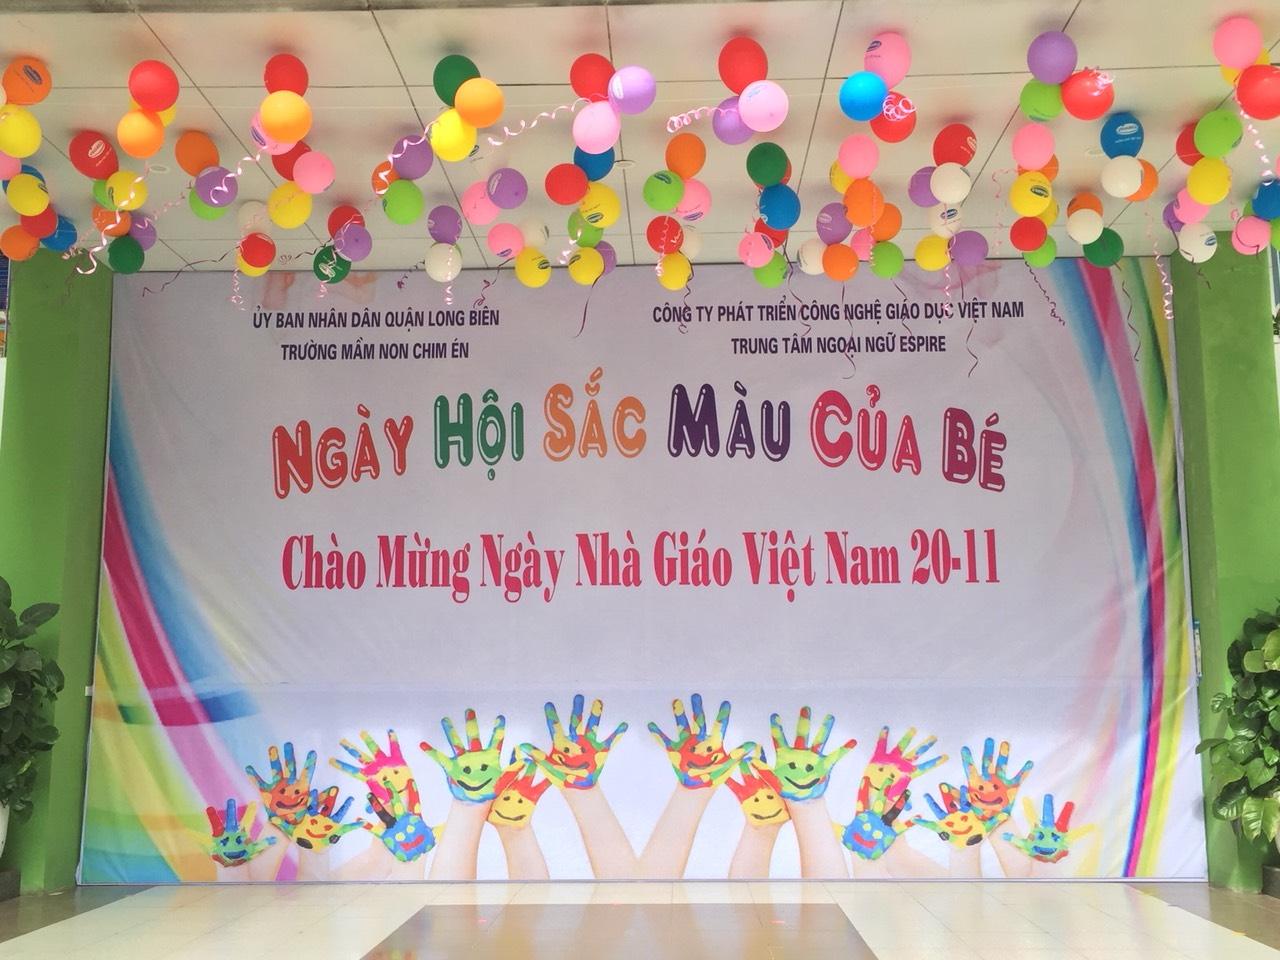 ỦY BAN NHÂN DÂN QUẬN LONG BIÊN
TRƯỜNG MẦM NON CHIM ÉN
CÔNG TY PHÁT TRIỂN CÔNG NGHỆ GIÁO DỤC VIỆT NAM
TRUNG TÂM NGOẠI NGỮ ESPIRE
NGÀY HỘI SẮC MÀU CỦA BÉ
Chào Mừng Ngày Nhà Giáo Việt Nam 20-11